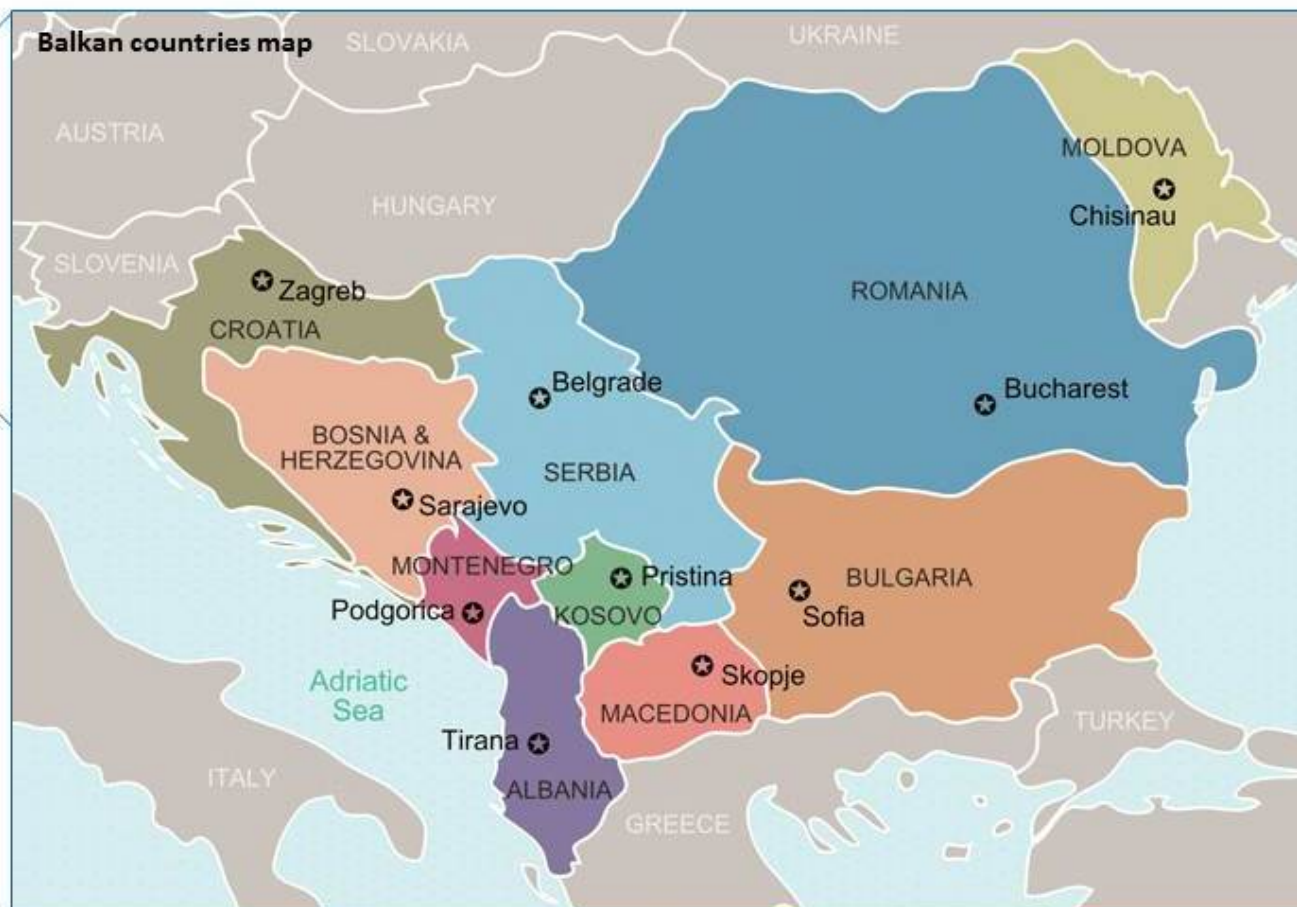 Balkan countries map
SLOVAKIA
UKRAINE
AUSTRIA
MOLDOVA
HUNGARY
Chisinau
SLOVENIA
Zagreb
ROMANIA
CROATIA
Belgrade
Bucharest
BOSNIA &
HERZEGOVINA
SERBIA
Sarajevo
MONTENEGRO
Pristina
BULGARIA
Podgorica
KOSOVO
Sofia
Adriatic
Sea
Skopje
MACEDONIA
TURKEY
Tirana
ITALY
ALBANIA
GREECE